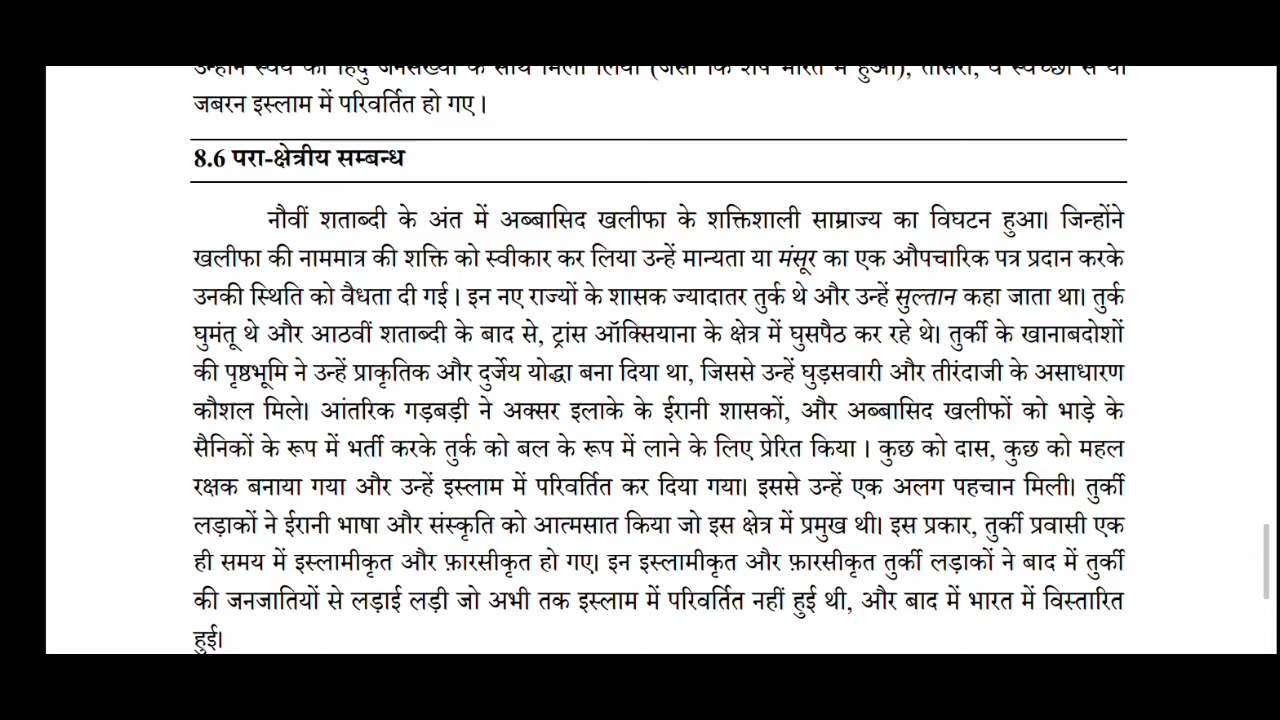 उन्होंने स्वयं को हिंदु जनसंख्या के साथ मिला लिया (जैसा कि शेष भारत में हुआ), तीसरा, वे स्वेच्छा से या
जबरन इस्लाम में परिवर्तित हो गए।
8.6 परा-क्षेत्रीय सम्बन्ध
नौवीं शताब्दी के अंत में अब्बासिद खलीफा के शक्तिशाली साम्राज्य का विघटन हुआ। जिन्होंने
खलीफा की नाममात्र की शक्ति को स्वीकार कर लिया उन्हें मान्यता या मंसूर का एक औपचारिक पत्र प्रदान करके
उनकी स्थिति को वैधता दी गई। इन नए राज्यों के शासक ज्यादातर तुर्क थे और उन्हें सुल्तान कहा जाता था। तुर्क
घुमंतू थे और आठवीं शताब्दी के बाद से, ट्रांस ऑक्सियाना के क्षेत्र में घुसपैठ कर रहे थे। तुर्की के खानाबदोशों
की पृष्ठभूमि ने उन्हें प्राकृतिक और दुर्जेय योद्धा बना दिया था, जिससे उन्हें घुड़सवारी और तीरंदाजी के असाधारण
कौशल मिले। आंतरिक गड़बड़ी ने अक्सर इलाके के ईरानी शासकों, और अब्बासिद खलीफों को भाड़े के
सैनिकों के रूप में भर्ती करके तुर्क को बल के रूप में लाने के लिए प्रेरित किया। कुछ को दास, कुछ को महल
रक्षक बनाया गया और उन्हें इस्लाम में परिवर्तित कर दिया गया। इससे उन्हें एक अलग पहचान मिली। तुर्की
लड़ाकों ने ईरानी भाषा और संस्कृति को आत्मसात किया जो इस क्षेत्र में प्रमुख थी। इस प्रकार, तुर्की प्रवासी एक
ही समय में इस्लामीकृत और फ़ारसीकृत हो गए। इन इस्लामीकृत और फ़ारसीकृत तुर्की लड़ाकों ने बाद में तुर्की
की जनजातियों से लड़ाई लड़ी जो अभी तक इस्लाम में परिवर्तित नहीं हुई थी, और बाद में भारत में विस्तारित
हुई।